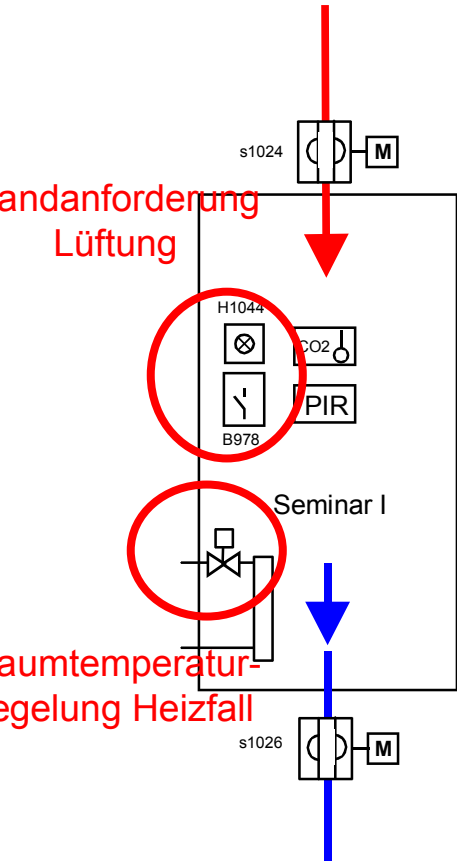 s1024
M
andanforderung
Lüftung
H1044
CO2
PIR
B978
Seminar I
aumtemperatur-
egelung Heizfall
s1026
M